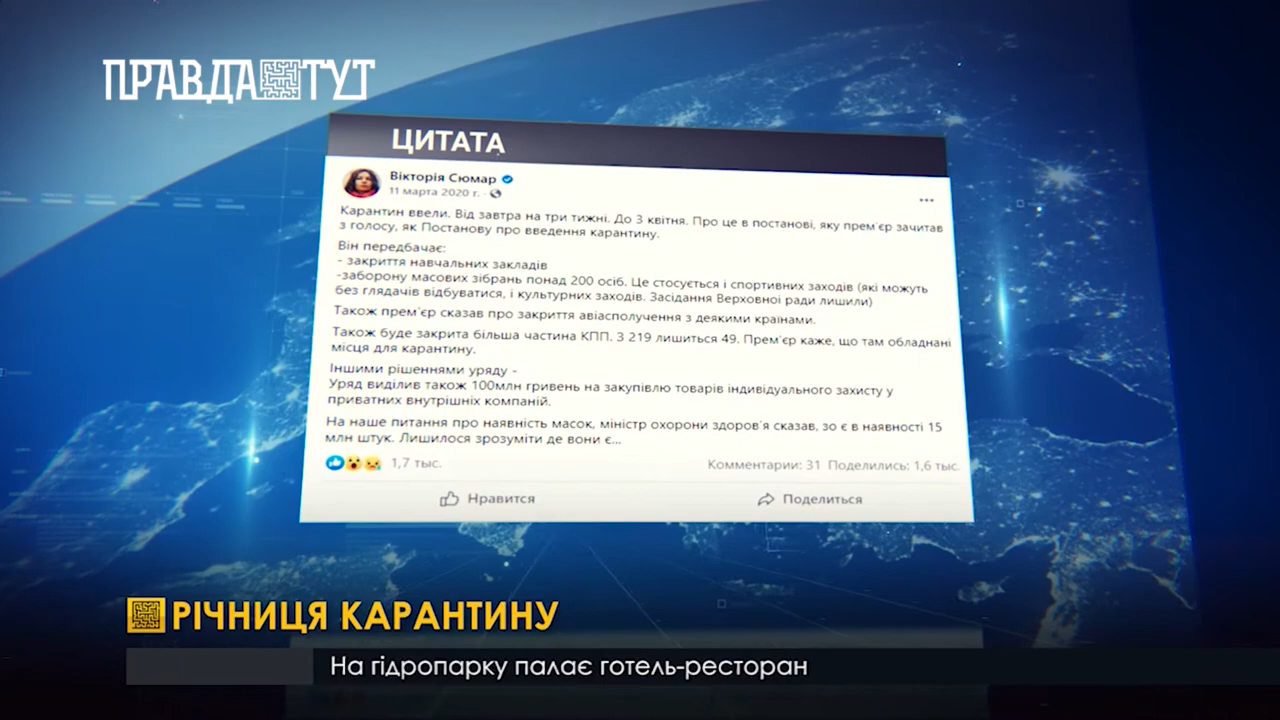 ПРАВДА ТУТ
ЦИТАТА
Вікторія Сюмар
11 марта 2020 г. ·
Карантин ввели. Від завтра на три тижні. До 3 квітня. Про це в постанові, яку прем'єр зачитав
з голосу, як Постанову про введення карантину.
Він передбачає:
- закриття навчальних закладів
-заборону масових зібрань понад 200 осіб. Це стосується і спортивних заходів (які можуть
без глядачів відбуватися, і культурних заходів. Засідання Верховної ради лишили)
Також прем'єр сказав про закриття авіасполучення з деякими країнами.
Також буде закрита більша частина КПП. З 219 лишиться 49. Прем'єр каже, що там обладнані
місця для карантину.
Іншими рішеннями уряду -
Уряд виділив також 100млн гривень на закупівлю товарів індивідуального захисту у
приватних внутрішніх компаній.
На наше питання про наявність масок, міністр охорони здоров'я сказав, зо є в наявності 15
млн штук. Лишилося зрозуміти де вони є...
1,7 тыс.
Комментарии: 31 Поделились: 1,6 тыс.
Нравится
Поделиться
РІЧНИЦЯ КАРАНТИНУ
На гідропарку палає готель-ресторан